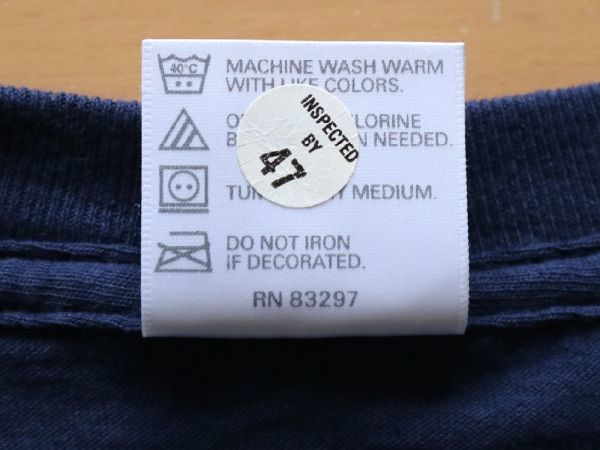 40°C
MACHINE WASH WARM
WITH LIKE COLORS.
NEEDED.
MEDIUM.
DO NOT IRON
IF DECORATED.
RN 83297
INSPECTED
BY
47